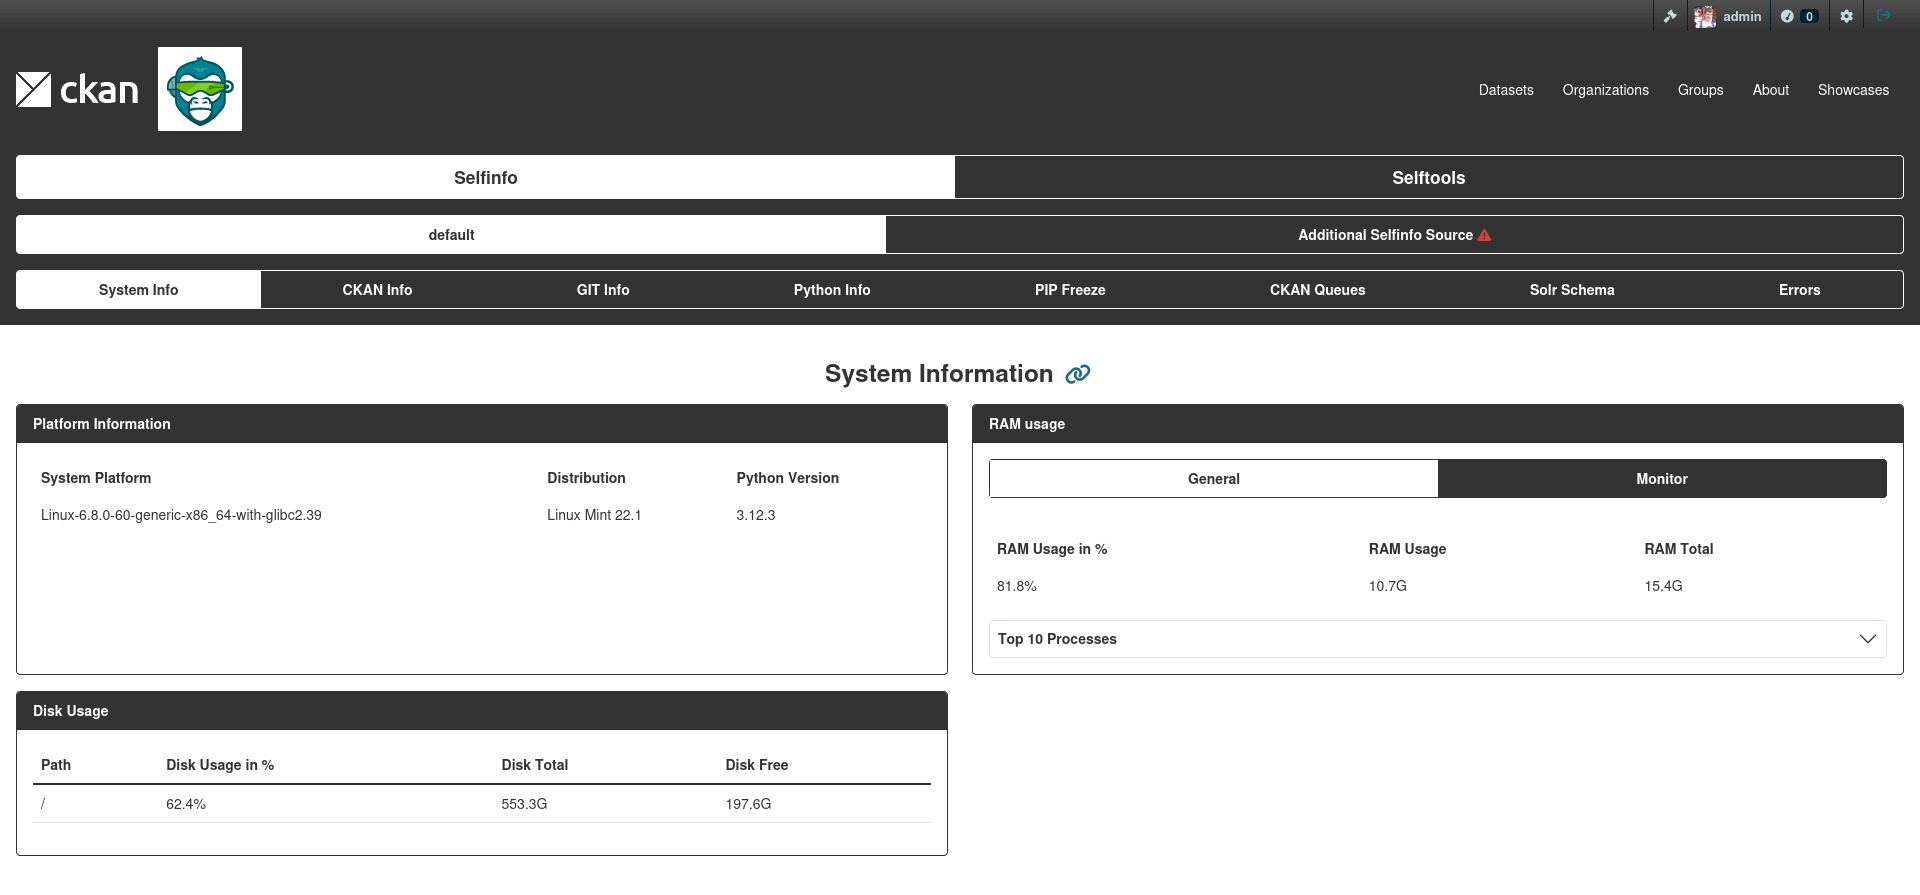 admin 0
ckan
Datasets Organizations Groups About Showcases
Selfinfo Selftools
default Additional Selfinfo Source
System Info CKAN Info GIT Info Python Info PIP Freeze CKAN Queues Solr Schema Errors
System Information
Platform Information
System Platform Distribution Python Version
Linux-6.8.0-60-generic-x86_64-with-glibc2.39 Linux Mint 22.1 3.12.3
RAM usage
General Monitor
RAM Usage in % RAM Usage RAM Total
81.8% 10.7G 15.4G
Top 10 Processes
Disk Usage
Path Disk Usage in % Disk Total Disk Free
/ 62.4% 553.3G 197.6G